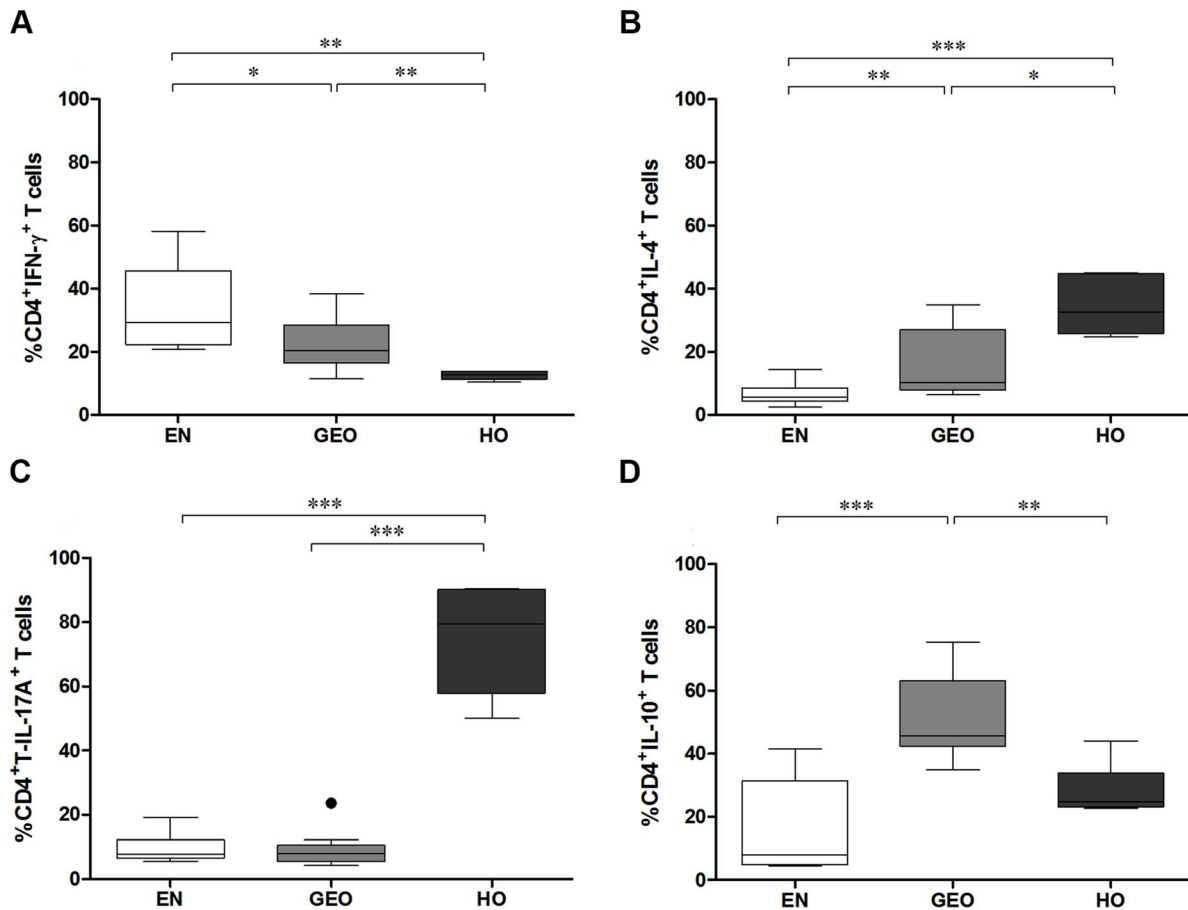 A
**
*
**
100
80
60
40
20
0
%CD4⁺IFN-γ⁺ T cells
EN GEO HO
B
***
**
*
100
80
60
40
20
0
%CD4⁺IL-4⁺ T cells
EN GEO HO
C
***
***
100
80
60
40
20
0
%CD4⁺T-IL-17A⁺ T cells
EN GEO HO
D
***
**
100
80
60
40
20
0
%CD4⁺IL-10⁺ T cells
EN GEO HO